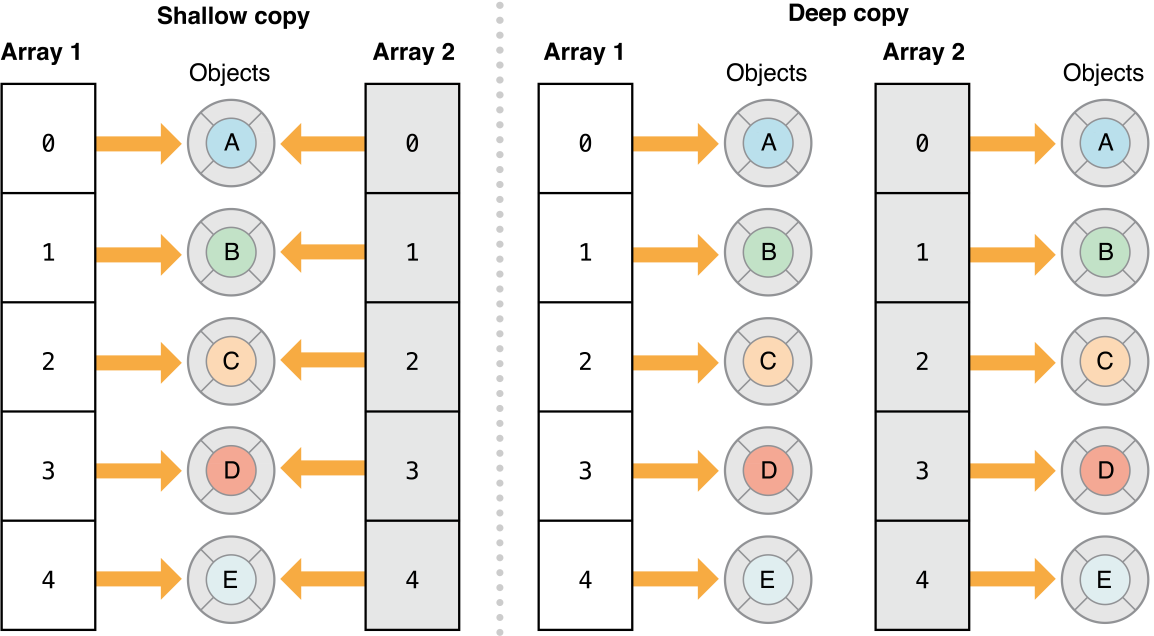 Shallow copy
Deep copy
Array 1
Objects
Array 2
Array 1
Objects
Array 2
Objects
0 A 0
0 A
0 A
1 B 1
1 B
1 B
2 C 2
2 C
2 C
3 D 3
3 D
3 D
4 E 4
4 E
4 E